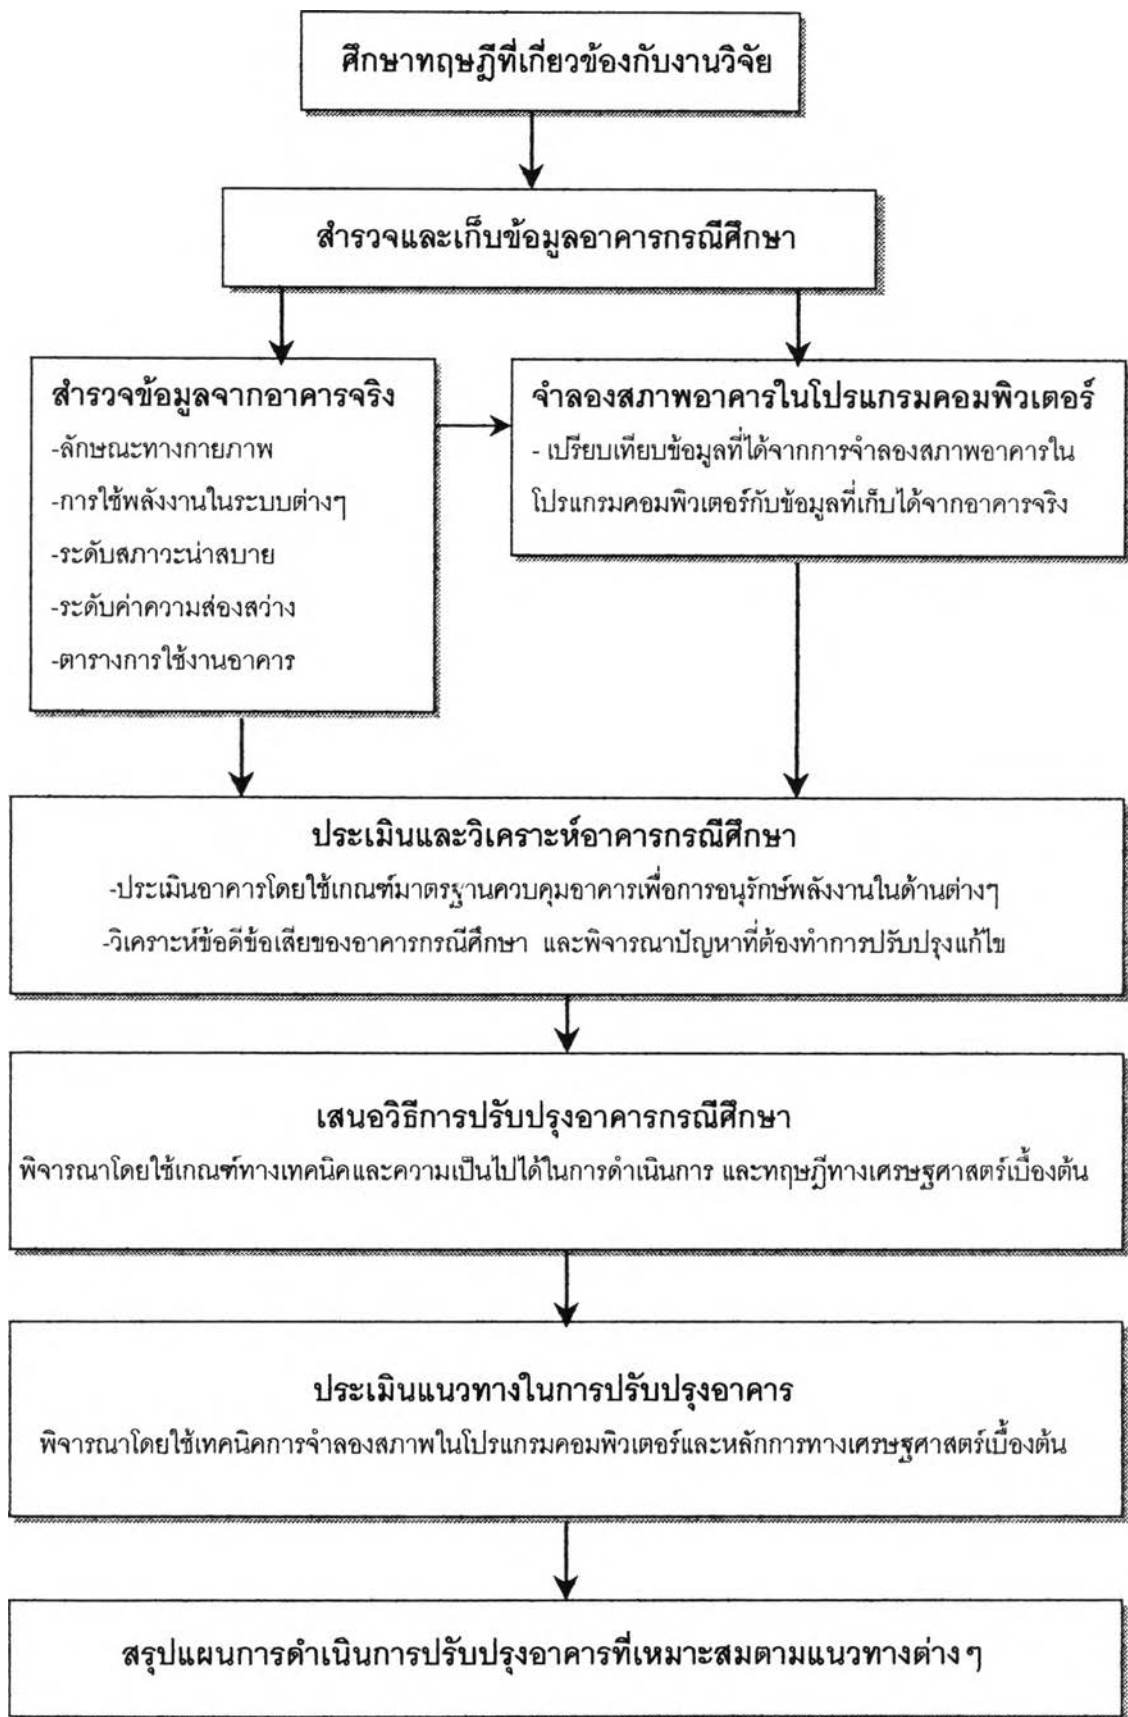 ศึกษาทฤษฎีที่เกี่ยวข้องกับงานวิจัย
สำรวจและเก็บข้อมูลอาคารกรณีศึกษา
สำรวจข้อมูลจากอาคารจริง
-ลักษณะทางกายภาพ
-การใช้พลังงานในระบบต่างๆ
-ระดับสภาวะน่าสบาย
-ระดับค่าความส่องสว่าง
-ตารางการใช้งานอาคาร
จำลองสภาพอาคารในโปรแกรมคอมพิวเตอร์
- เปรียบเทียบข้อมูลที่ได้จากการจำลองสภาพอาคารใน
โปรแกรมคอมพิวเตอร์กับข้อมูลที่เก็บได้จากอาคารจริง
ประเมินและวิเคราะห์อาคารกรณีศึกษา
-ประเมินอาคารโดยใช้เกณฑ์มาตรฐานควบคุมอาคารเพื่อการอนุรักษ์พลังงานในด้านต่างๆ
-วิเคราะห์ข้อดีข้อเสียของอาคารกรณีศึกษา และพิจารณาปัญหาที่ต้องทำการปรับปรุงแก้ไข
เสนอวิธีการปรับปรุงอาคารกรณีศึกษา
พิจารณาโดยใช้เกณฑ์ทางเทคนิคและความเป็นไปได้ในการดำเนินการ และทฤษฎีทางเศรษฐศาสตร์เบื้องต้น
ประเมินแนวทางในการปรับปรุงอาคาร
พิจารณาโดยใช้เทคนิคการจำลองสภาพในโปรแกรมคอมพิวเตอร์และหลักการทางเศรษฐศาสตร์เบื้องต้น
สรุปแผนการดำเนินการปรับปรุงอาคารที่เหมาะสมตามแนวทางต่างๆ